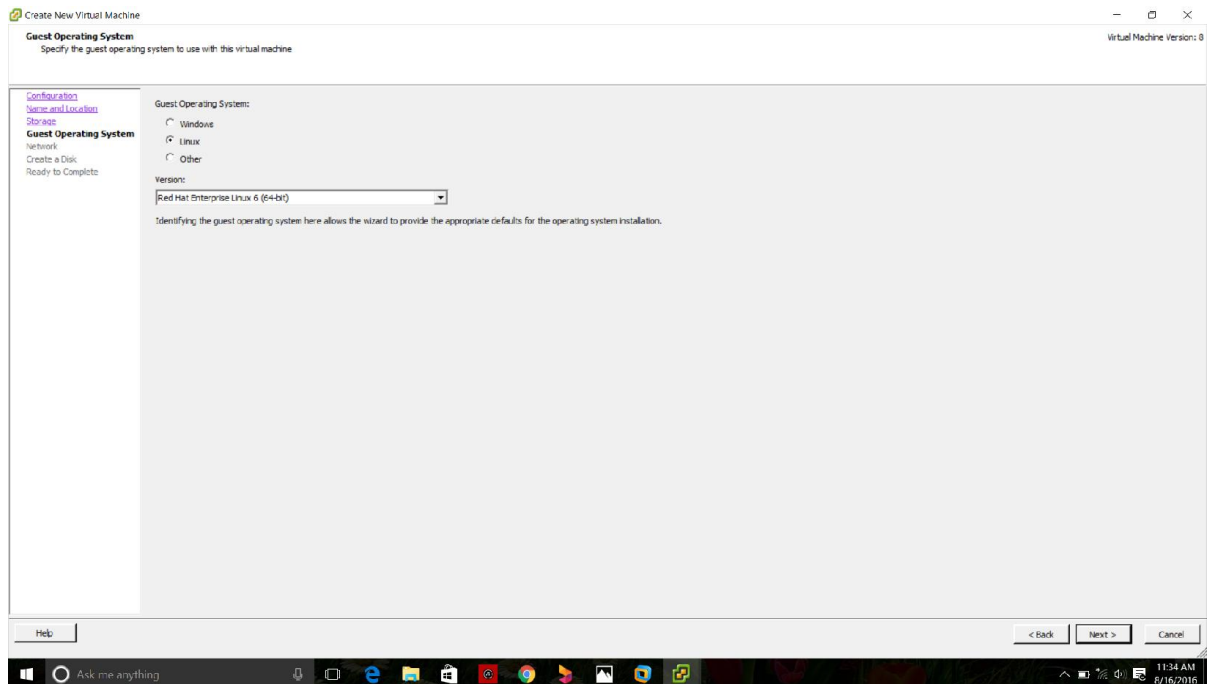 Create New Virtual Machine
Guest Operating System
Specify the guest operating system to use with this virtual machine
Virtual Machine Version: 8
Configuration
Name and Location
Storage
Guest Operating System
Network
Create a Disk
Ready to Complete
Guest Operating System:
Windows
Linux
Other
Version:
Red Hat Enterprise Linux 6 (64-bit)
Identifying the guest operating system here allows the wizard to provide the appropriate defaults for the operating system installation.
Help
< Back
Next >
Cancel
Ask me anything
11:34 AM
8/16/2016